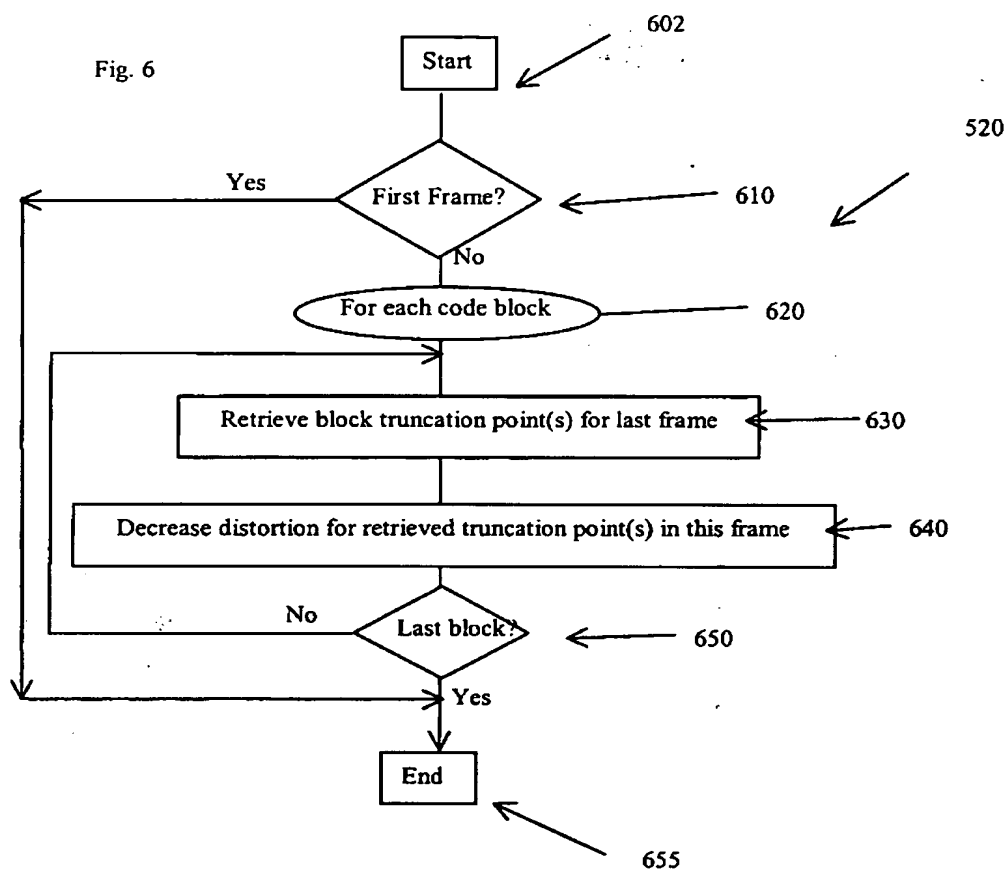 602
Start
Fig. 6
520
Yes
First Frame?
610
No
For each code block
620
Retrieve block truncation point(s) for last frame
630
Decrease distortion for retrieved truncation point(s) in this frame
640
No
Last block?
650
Yes
End
655